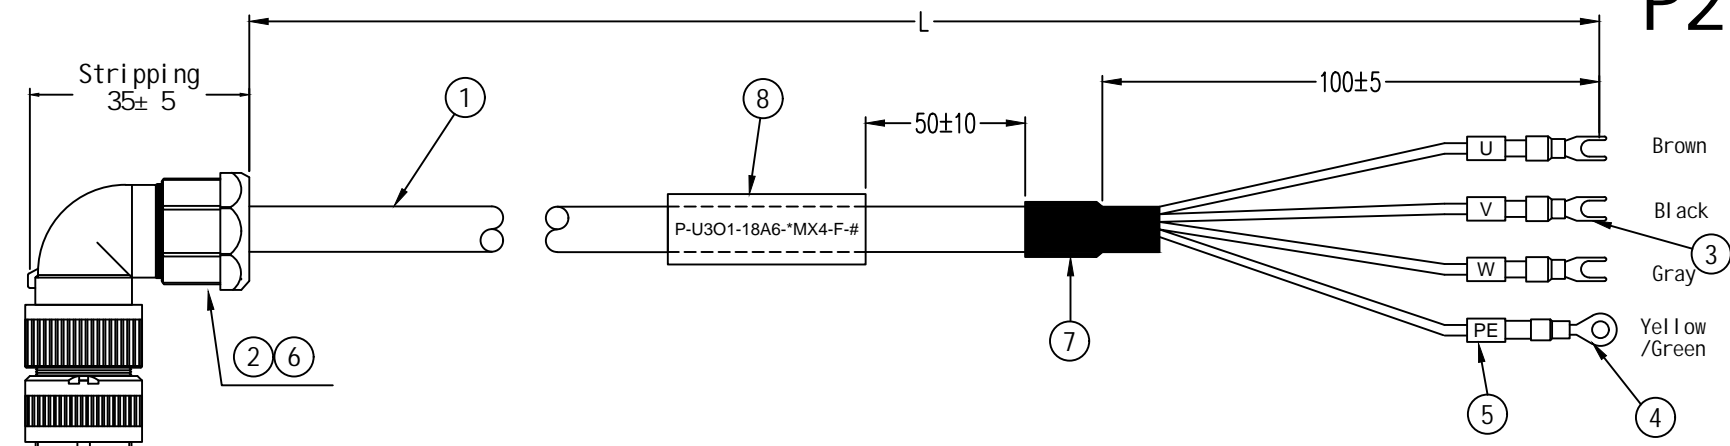 P2
L
Stripping
35± 5
100±5
1
8
50±10
U
Brown
V
Black
P-U3O1-18A6-*MX4-F-#
3
W
Gray
PE
Yellow
/Green
7
2 6
5
4